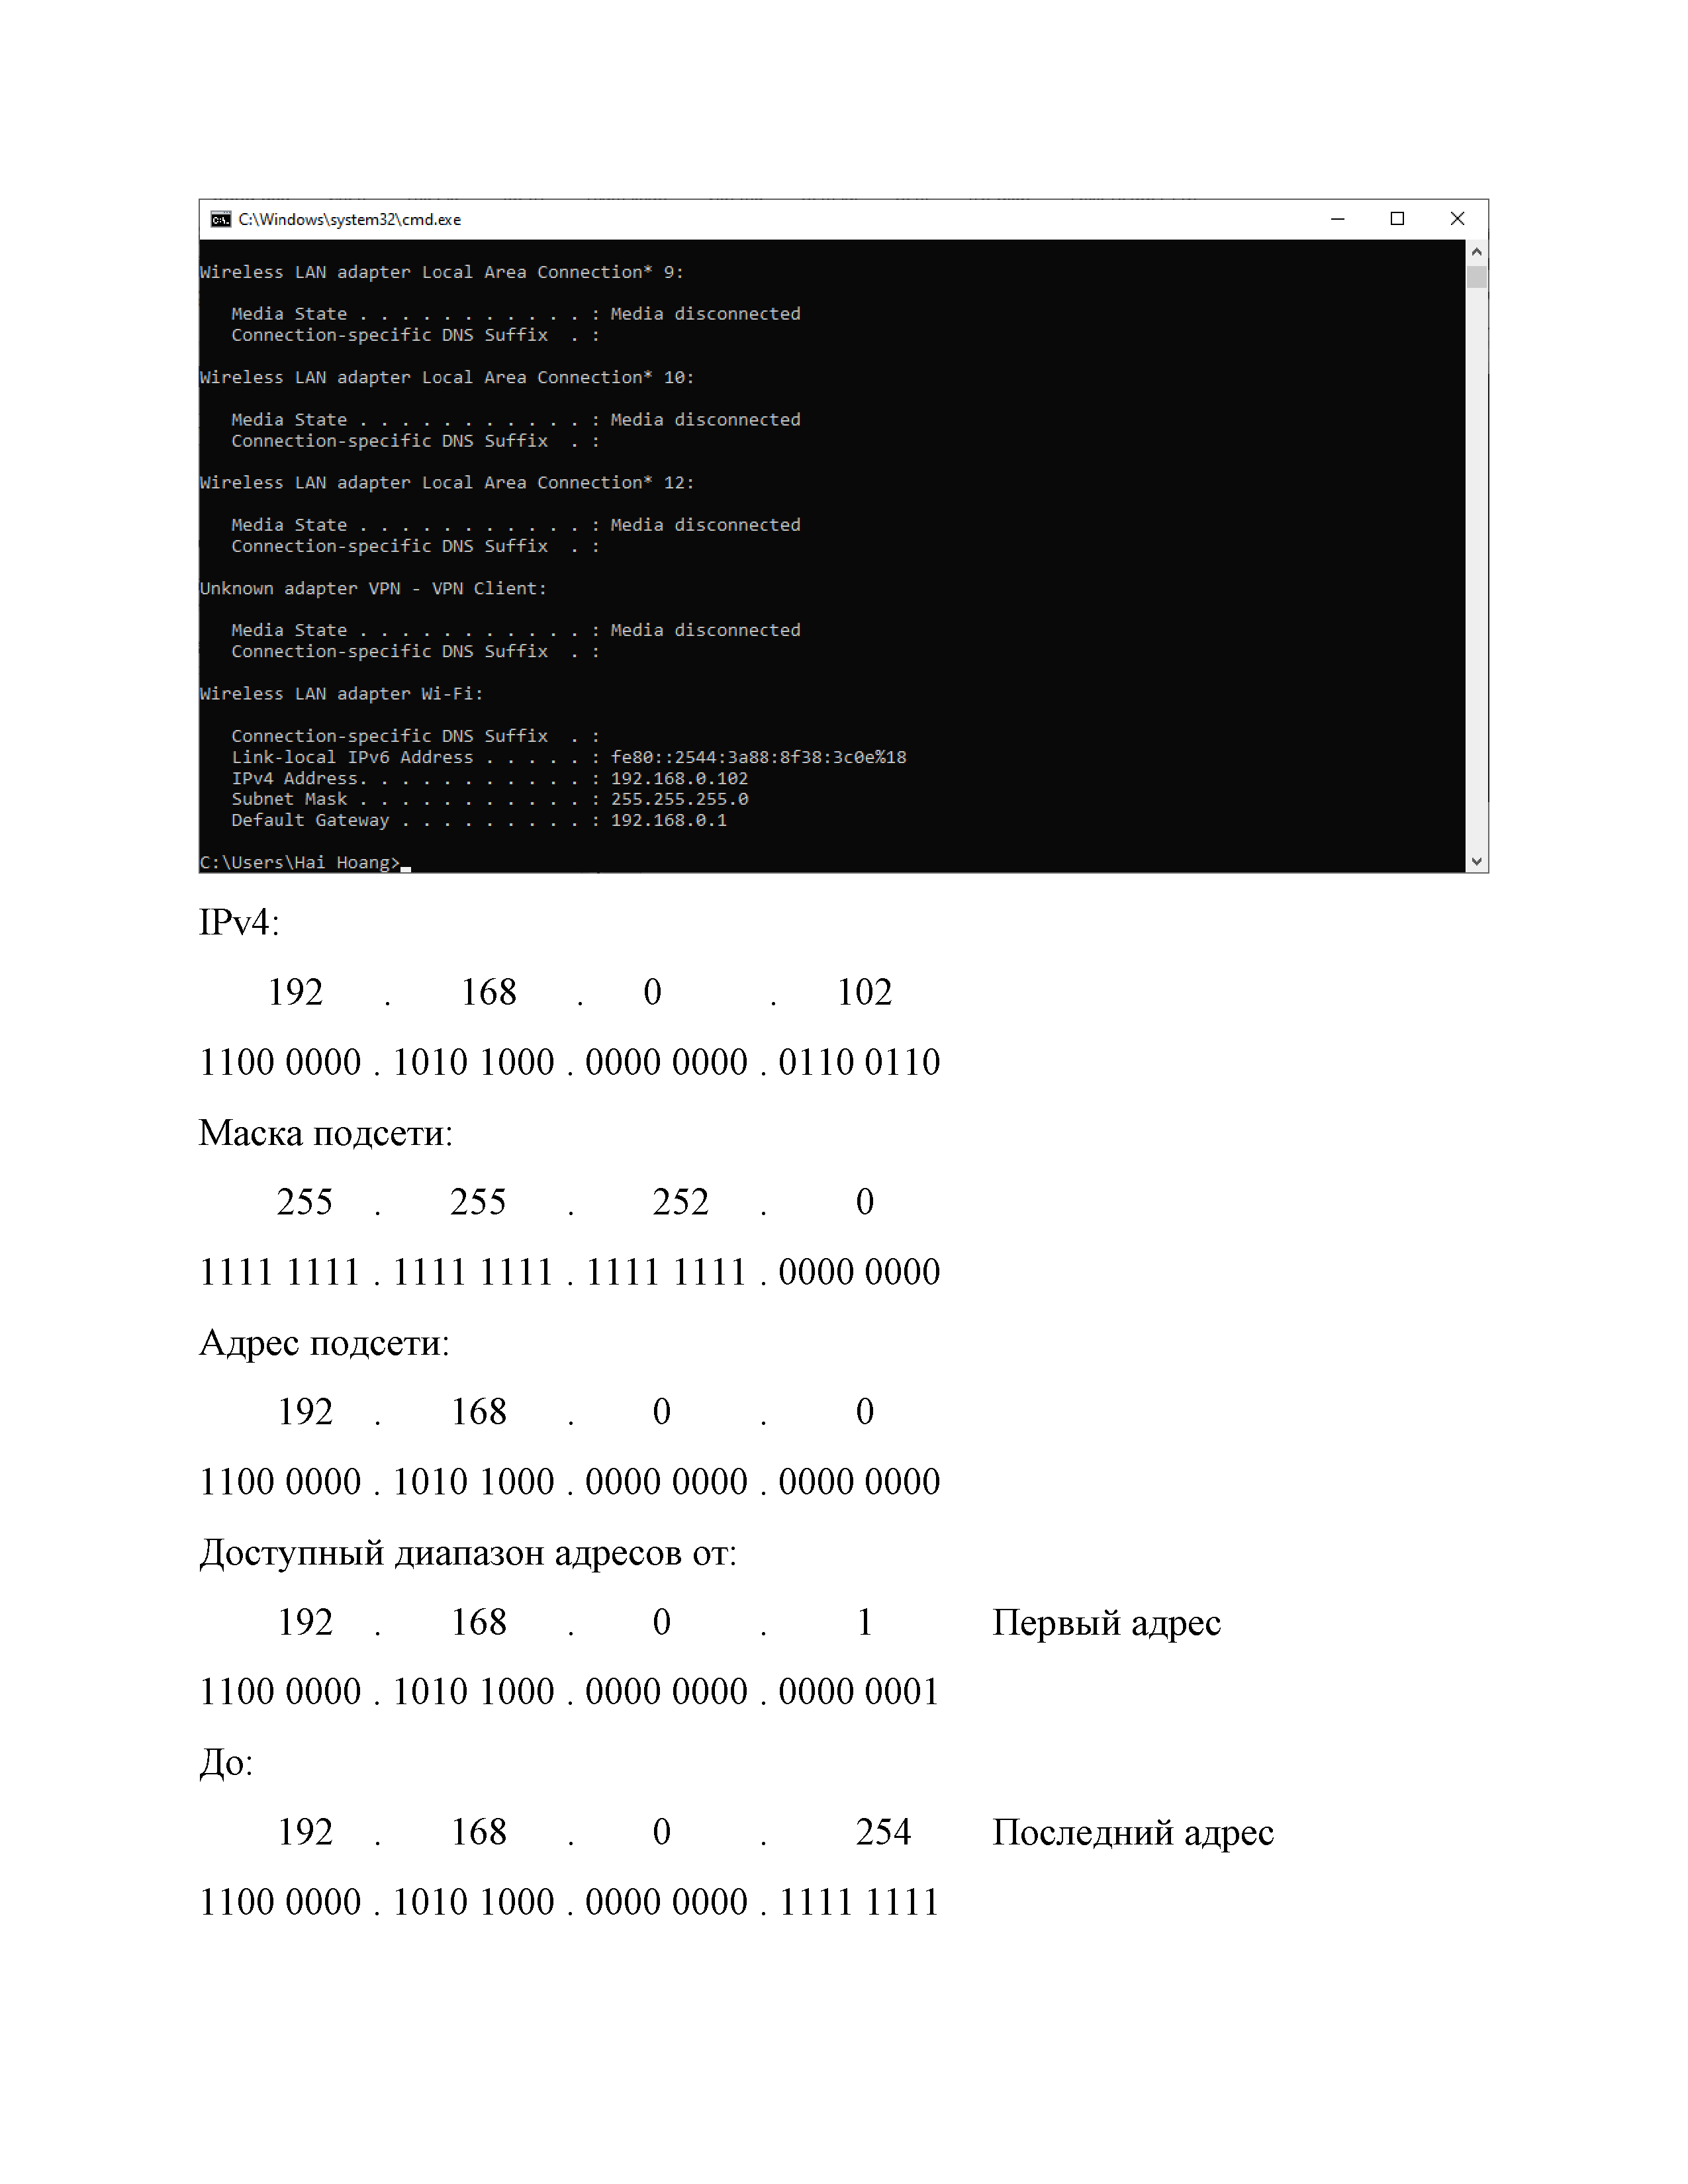 C:\Windows\system32\cmd.exe
Wireless LAN adapter Local Area Connection* 9:
Media State . . . . . . . . . . . : Media disconnected
Connection-specific DNS Suffix  . :
Wireless LAN adapter Local Area Connection* 10:
Media State . . . . . . . . . . . : Media disconnected
Connection-specific DNS Suffix  . :
Wireless LAN adapter Local Area Connection* 12:
Media State . . . . . . . . . . . : Media disconnected
Connection-specific DNS Suffix  . :
Unknown adapter VPN - VPN Client:
Media State . . . . . . . . . . . : Media disconnected
Connection-specific DNS Suffix  . :
Wireless LAN adapter Wi-Fi:
Connection-specific DNS Suffix  . :
Link-local IPv6 Address . . . . . : fe80::2544:3a88:8f38:3c0e%18
IPv4 Address. . . . . . . . . . . : 192.168.0.102
Subnet Mask . . . . . . . . . . . : 255.255.255.0
Default Gateway . . . . . . . . . : 192.168.0.1
C:\Users\Hai Hoang>_
IPv4:
192 . 168 . 0 . 102
1100 0000 . 1010 1000 . 0000 0000 . 0110 0110
Маска подсети:
255 . 255 . 252 . 0
1111 1111 . 1111 1111 . 1111 1111 . 0000 0000
Адрес подсети:
192 . 168 . 0 . 0
1100 0000 . 1010 1000 . 0000 0000 . 0000 0000
Доступный диапазон адресов от:
192 . 168 . 0 . 1 Первый адрес
1100 0000 . 1010 1000 . 0000 0000 . 0000 0001
До:
192 . 168 . 0 . 254 Последний адрес
1100 0000 . 1010 1000 . 0000 0000 . 1111 1111